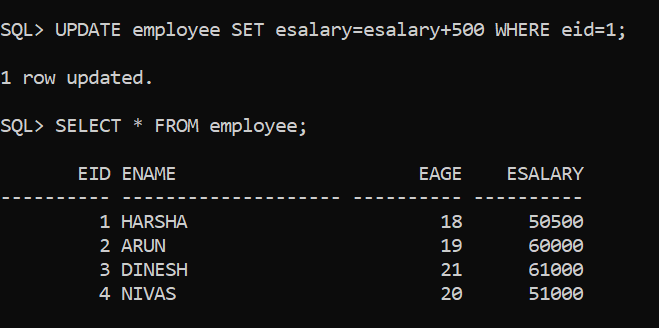 SQL> UPDATE employee SET esalary=esalary+500 WHERE eid=1;
1 row updated.
SQL> SELECT * FROM employee;
       EID ENAME                      EAGE    ESALARY
---------- -------------------- ---------- ----------
         1 HARSHA                       18      50500
         2 ARUN                         19      60000
         3 DINESH                       21      61000
         4 NIVAS                        20      51000